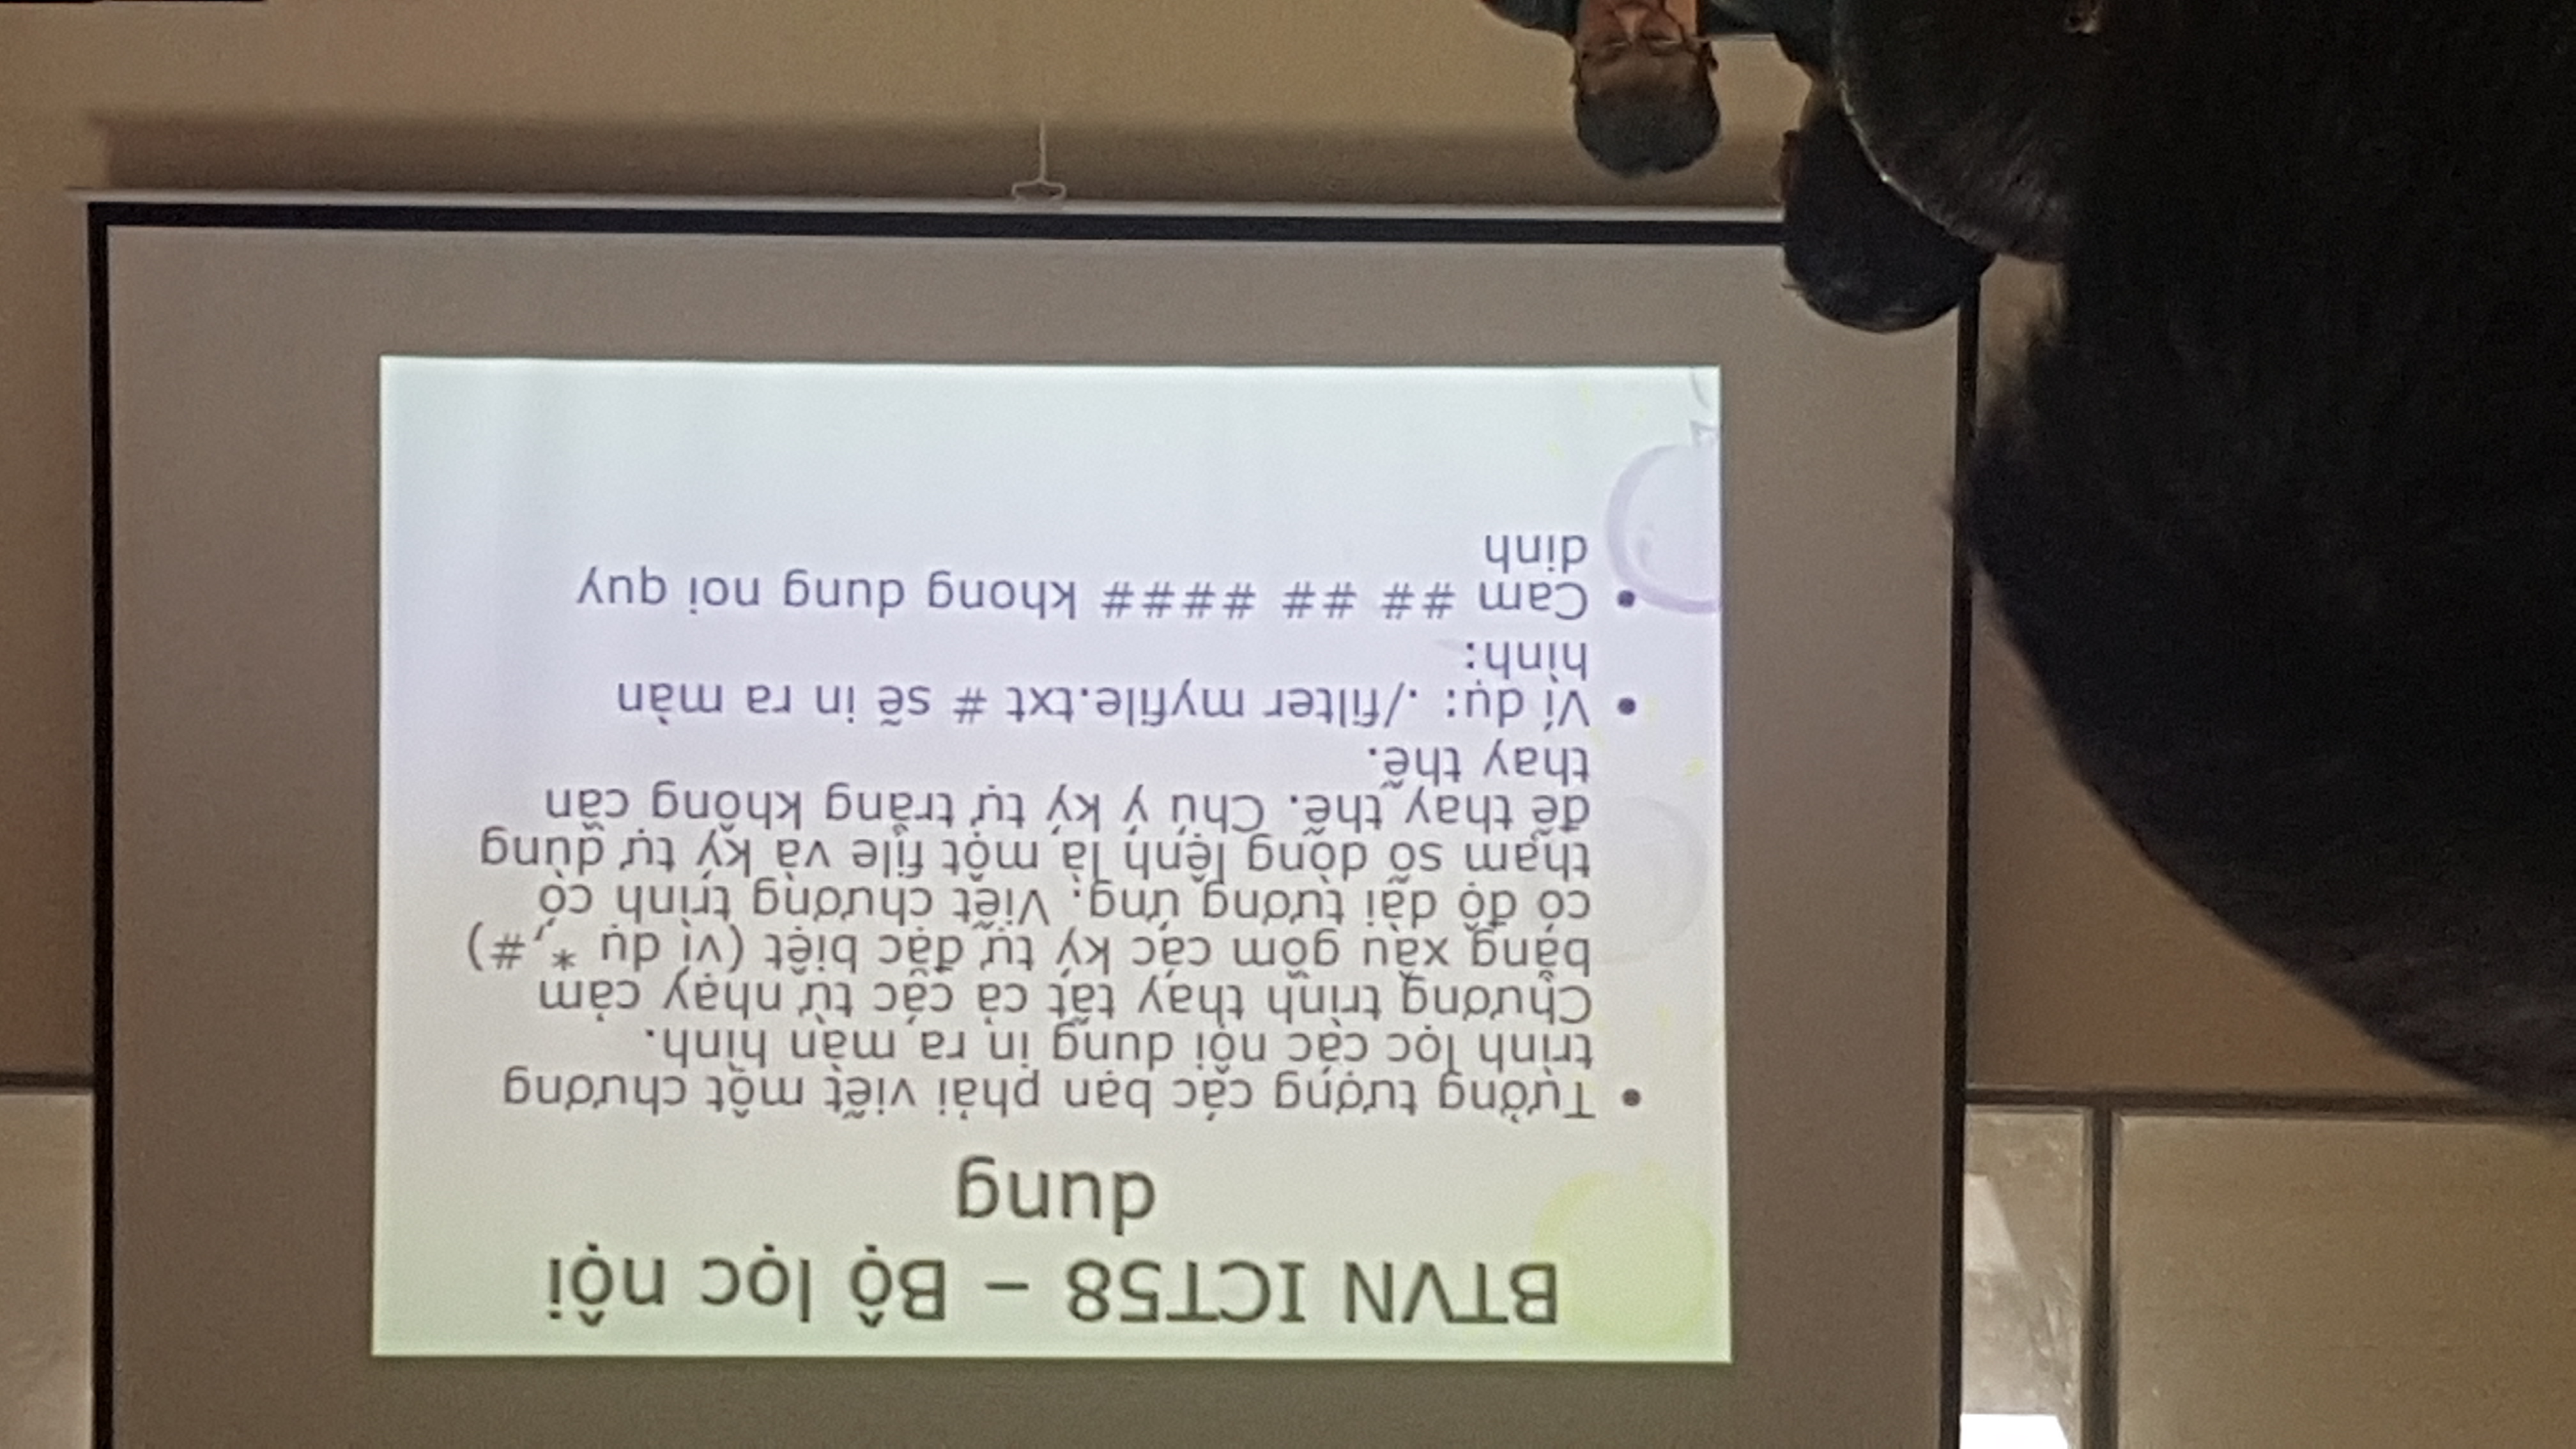 BTVN ICT58 – Bộ lọc nội
dung
• Tưởng tượng các bạn phải viết một chương
trình lọc các nội dung in ra màn hình.
Chương trình thay tất cả các từ nhạy cảm
bằng xâu gồm các ký tự đặc biệt (ví dụ *,#)
có độ dài tương ứng. Viết chương trình có
tham số dòng lệnh là một file và ký tự dùng
để thay thế. Chú ý ký tự trắng không cần
thay thế.
• Ví dụ: ./filter myfile.txt # sẽ in ra màn
hình:
• Cam ## ## #### khong dung noi quy
dinh